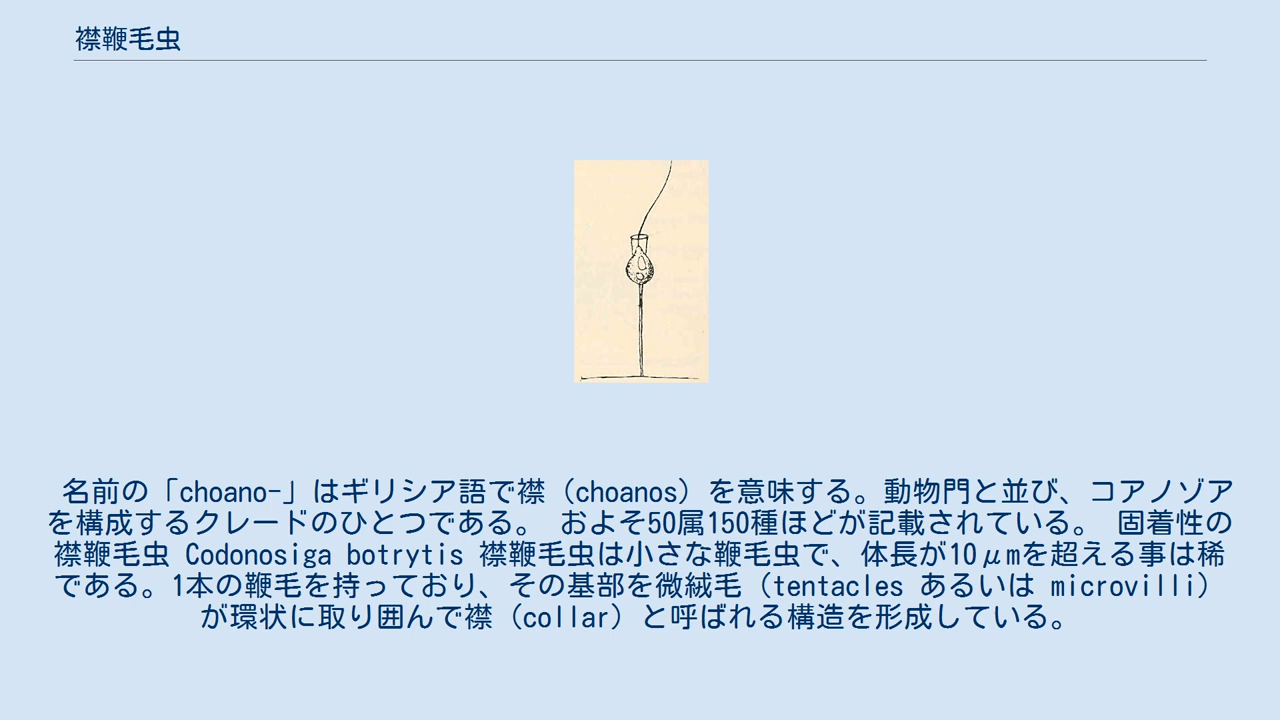 襟鞭毛虫
名前の「choano-」はギリシア語で襟（choanos）を意味する。動物門と並び、コアノゾア
を構成するクレードのひとつである。 およそ50属150種ほどが記載されている。 固着性の
襟鞭毛虫 Codonosiga botrytis 襟鞭毛虫は小さな鞭毛虫で、体長が10μmを超える事は稀
である。1本の鞭毛を持っており、その基部を微絨毛（tentacles あるいは microvilli）
が環状に取り囲んで襟（collar）と呼ばれる構造を形成している。